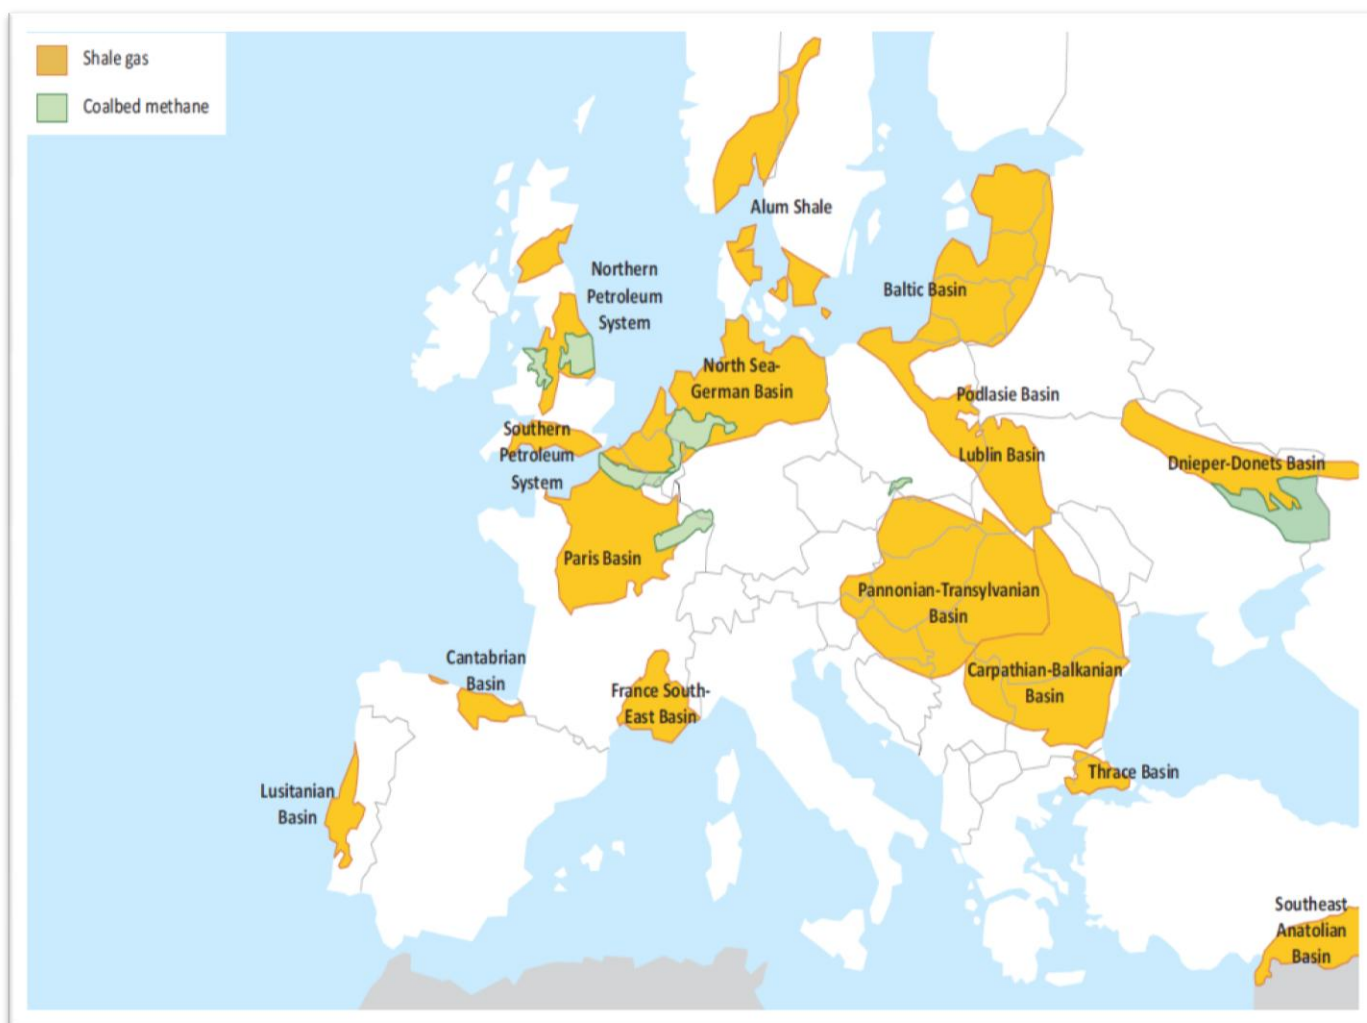 Shale gas
Coalbed methane
Alum Shale
Northern
Petroleum
System
Baltic Basin
North Sea-
German Basin
Podlasie Basin
Southern
Petroleum
System
Lublin Basin
Dnieper-Donets Basin
Paris Basin
Pannonian-Transylvanian
Basin
Cantabrian
Basin
France South-
East Basin
Carpathian-Balkanian
Basin
Thrace Basin
Lusitanian
Basin
Southeast
Anatolian
Basin